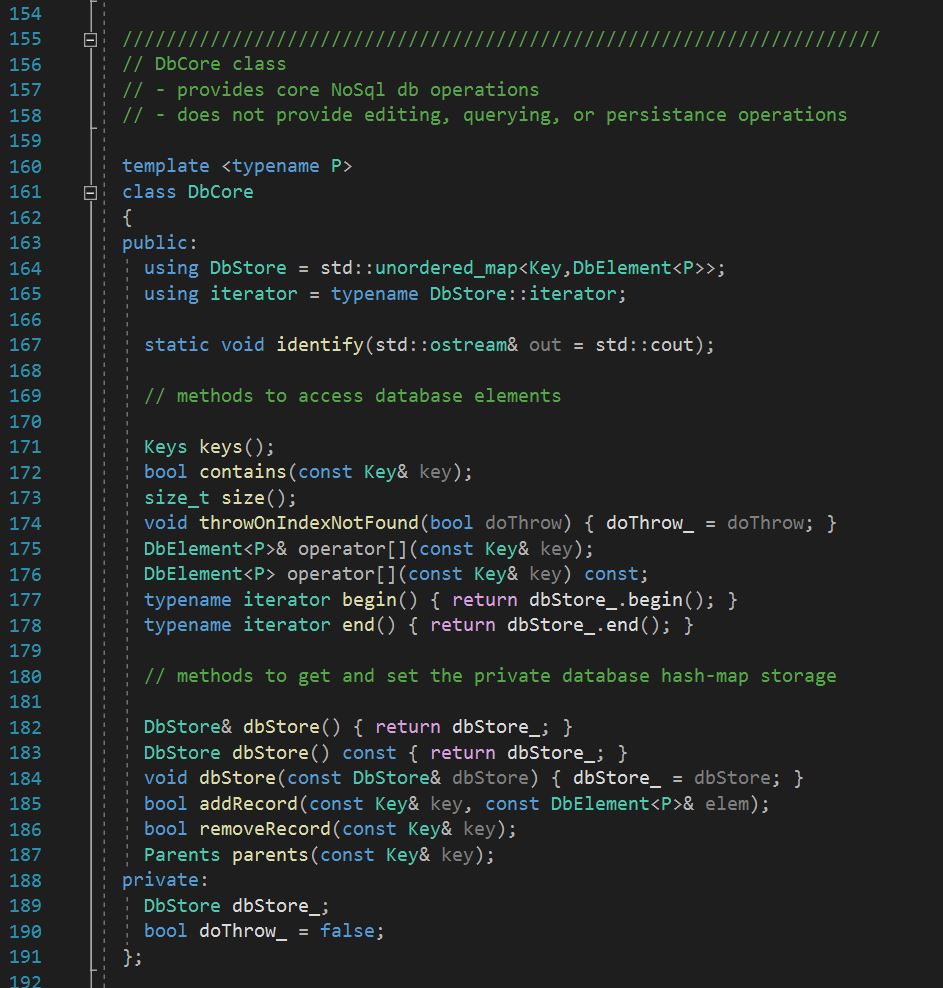 154
155 /////////////////////////////////////////////////////////////////////
156 // DbCore class
157 // - provides core NoSql db operations
158 // - does not provide editing, querying, or persistance operations
159
160 template <typename P>
161 class DbCore
162 {
163 public:
164   using DbStore = std::unordered_map<Key,DbElement<P>>;
165   using iterator = typename DbStore::iterator;
166
167   static void identify(std::ostream& out = std::cout);
168
169   // methods to access database elements
170
171   Keys keys();
172   bool contains(const Key& key);
173   size_t size();
174   void throwOnIndexNotFound(bool doThrow) { doThrow_ = doThrow; }
175   DbElement<P>& operator[](const Key& key);
176   DbElement<P> operator[](const Key& key) const;
177   typename iterator begin() { return dbStore_.begin(); }
178   typename iterator end() { return dbStore_.end(); }
179
180   // methods to get and set the private database hash-map storage
181
182   DbStore& dbStore() { return dbStore_; }
183   DbStore dbStore() const { return dbStore_; }
184   void dbStore(const DbStore& dbStore) { dbStore_ = dbStore; }
185   bool addRecord(const Key& key, const DbElement<P>& elem);
186   bool removeRecord(const Key& key);
187   Parents parents(const Key& key);
188 private:
189   DbStore dbStore_;
190   bool doThrow_ = false;
191 };
192